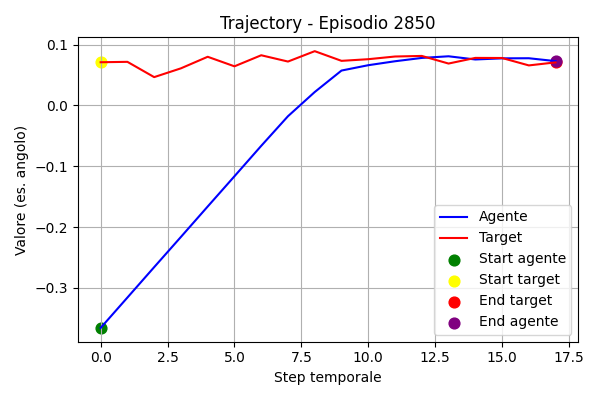 Trajectory - Episodio 2850
Valore (es. angolo)
0.1
0.0
−0.1
−0.2
−0.3
0.0
2.5
5.0
7.5
10.0
12.5
15.0
17.5
Step temporale
Agente
Target
Start agente
Start target
End target
End agente